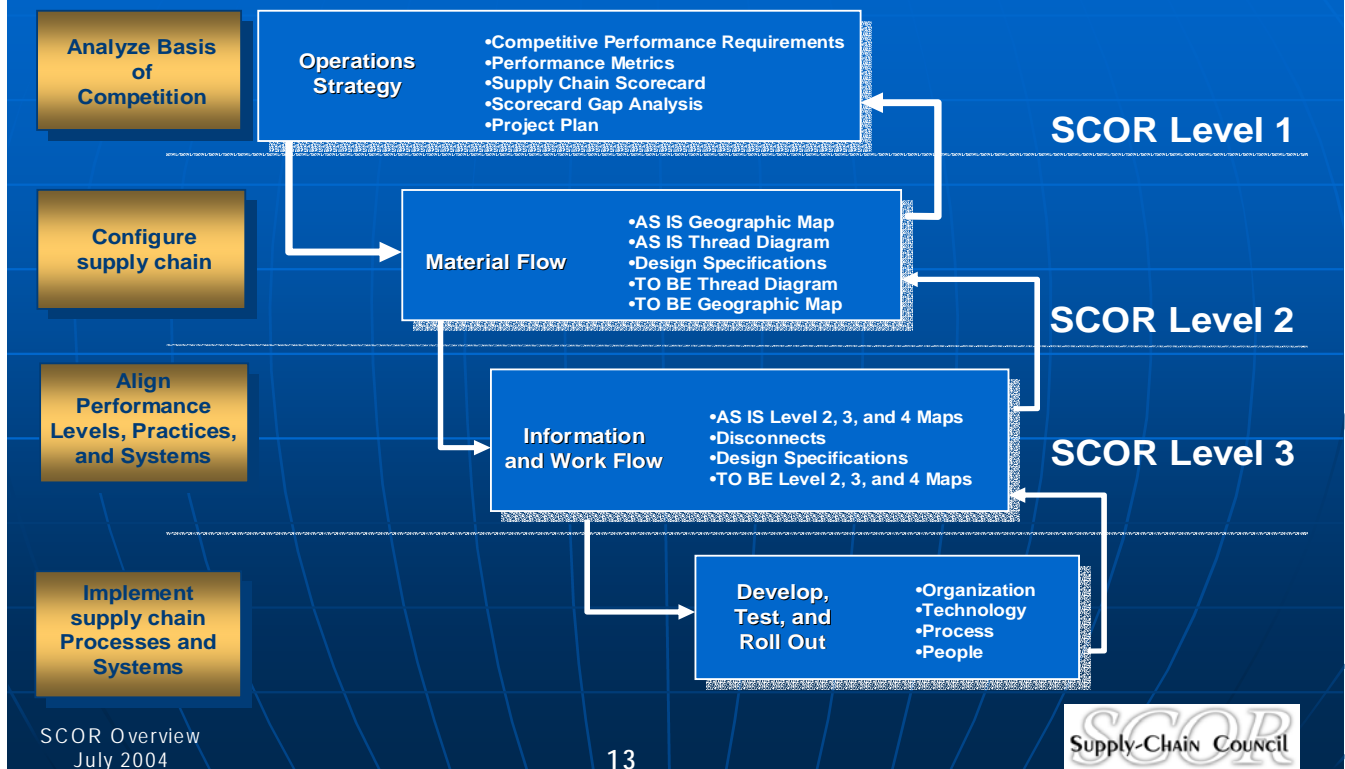 Analyze Basis
of
Competition
Operations
Strategy
•Competitive Performance Requirements
•Performance Metrics
•Supply Chain Scorecard
•Scorecard Gap Analysis
•Project Plan
SCOR Level 1
Configure
supply chain
Material Flow
•AS IS Geographic Map
•AS IS Thread Diagram
•Design Specifications
•TO BE Thread Diagram
•TO BE Geographic Map
SCOR Level 2
Align
Performance
Levels, Practices,
and Systems
Information
and Work Flow
•AS IS Level 2, 3, and 4 Maps
•Disconnects
•Design Specifications
•TO BE Level 2, 3, and 4 Maps
SCOR Level 3
Implement
supply chain
Processes and
Systems
Develop,
Test, and
Roll Out
•Organization
•Technology
•Process
•People
SCOR Overview
July 2004
13
SCOR
Supply-Chain Council